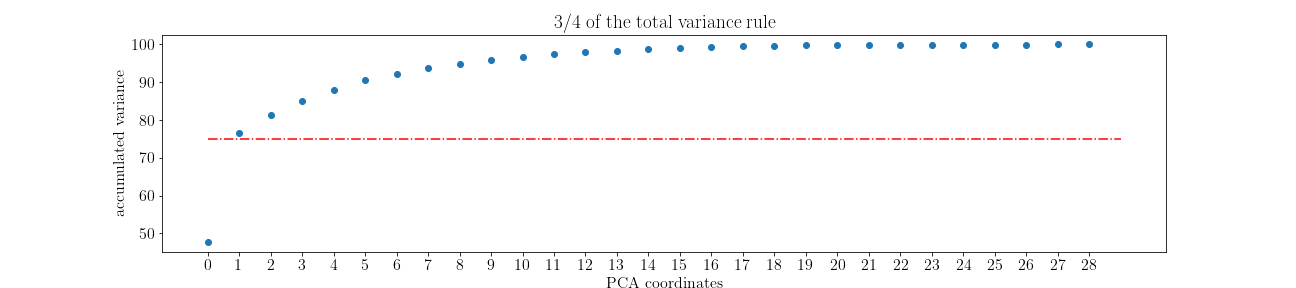 3/4 of the total variance rule
accumulated variance
100
90
80
70
60
50
0 1 2 3 4 5 6 7 8 9 10 11 12 13 14 15 16 17 18 19 20 21 22 23 24 25 26 27 28
PCA coordinates